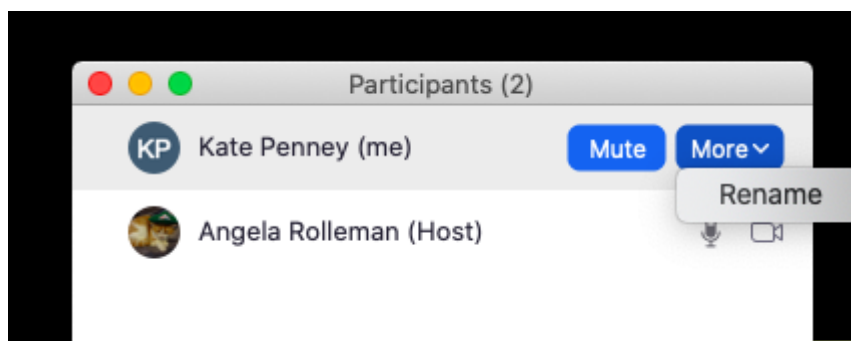 Participants (2)
KP Kate Penney (me) Mute More
Rename
Angela Rolleman (Host)